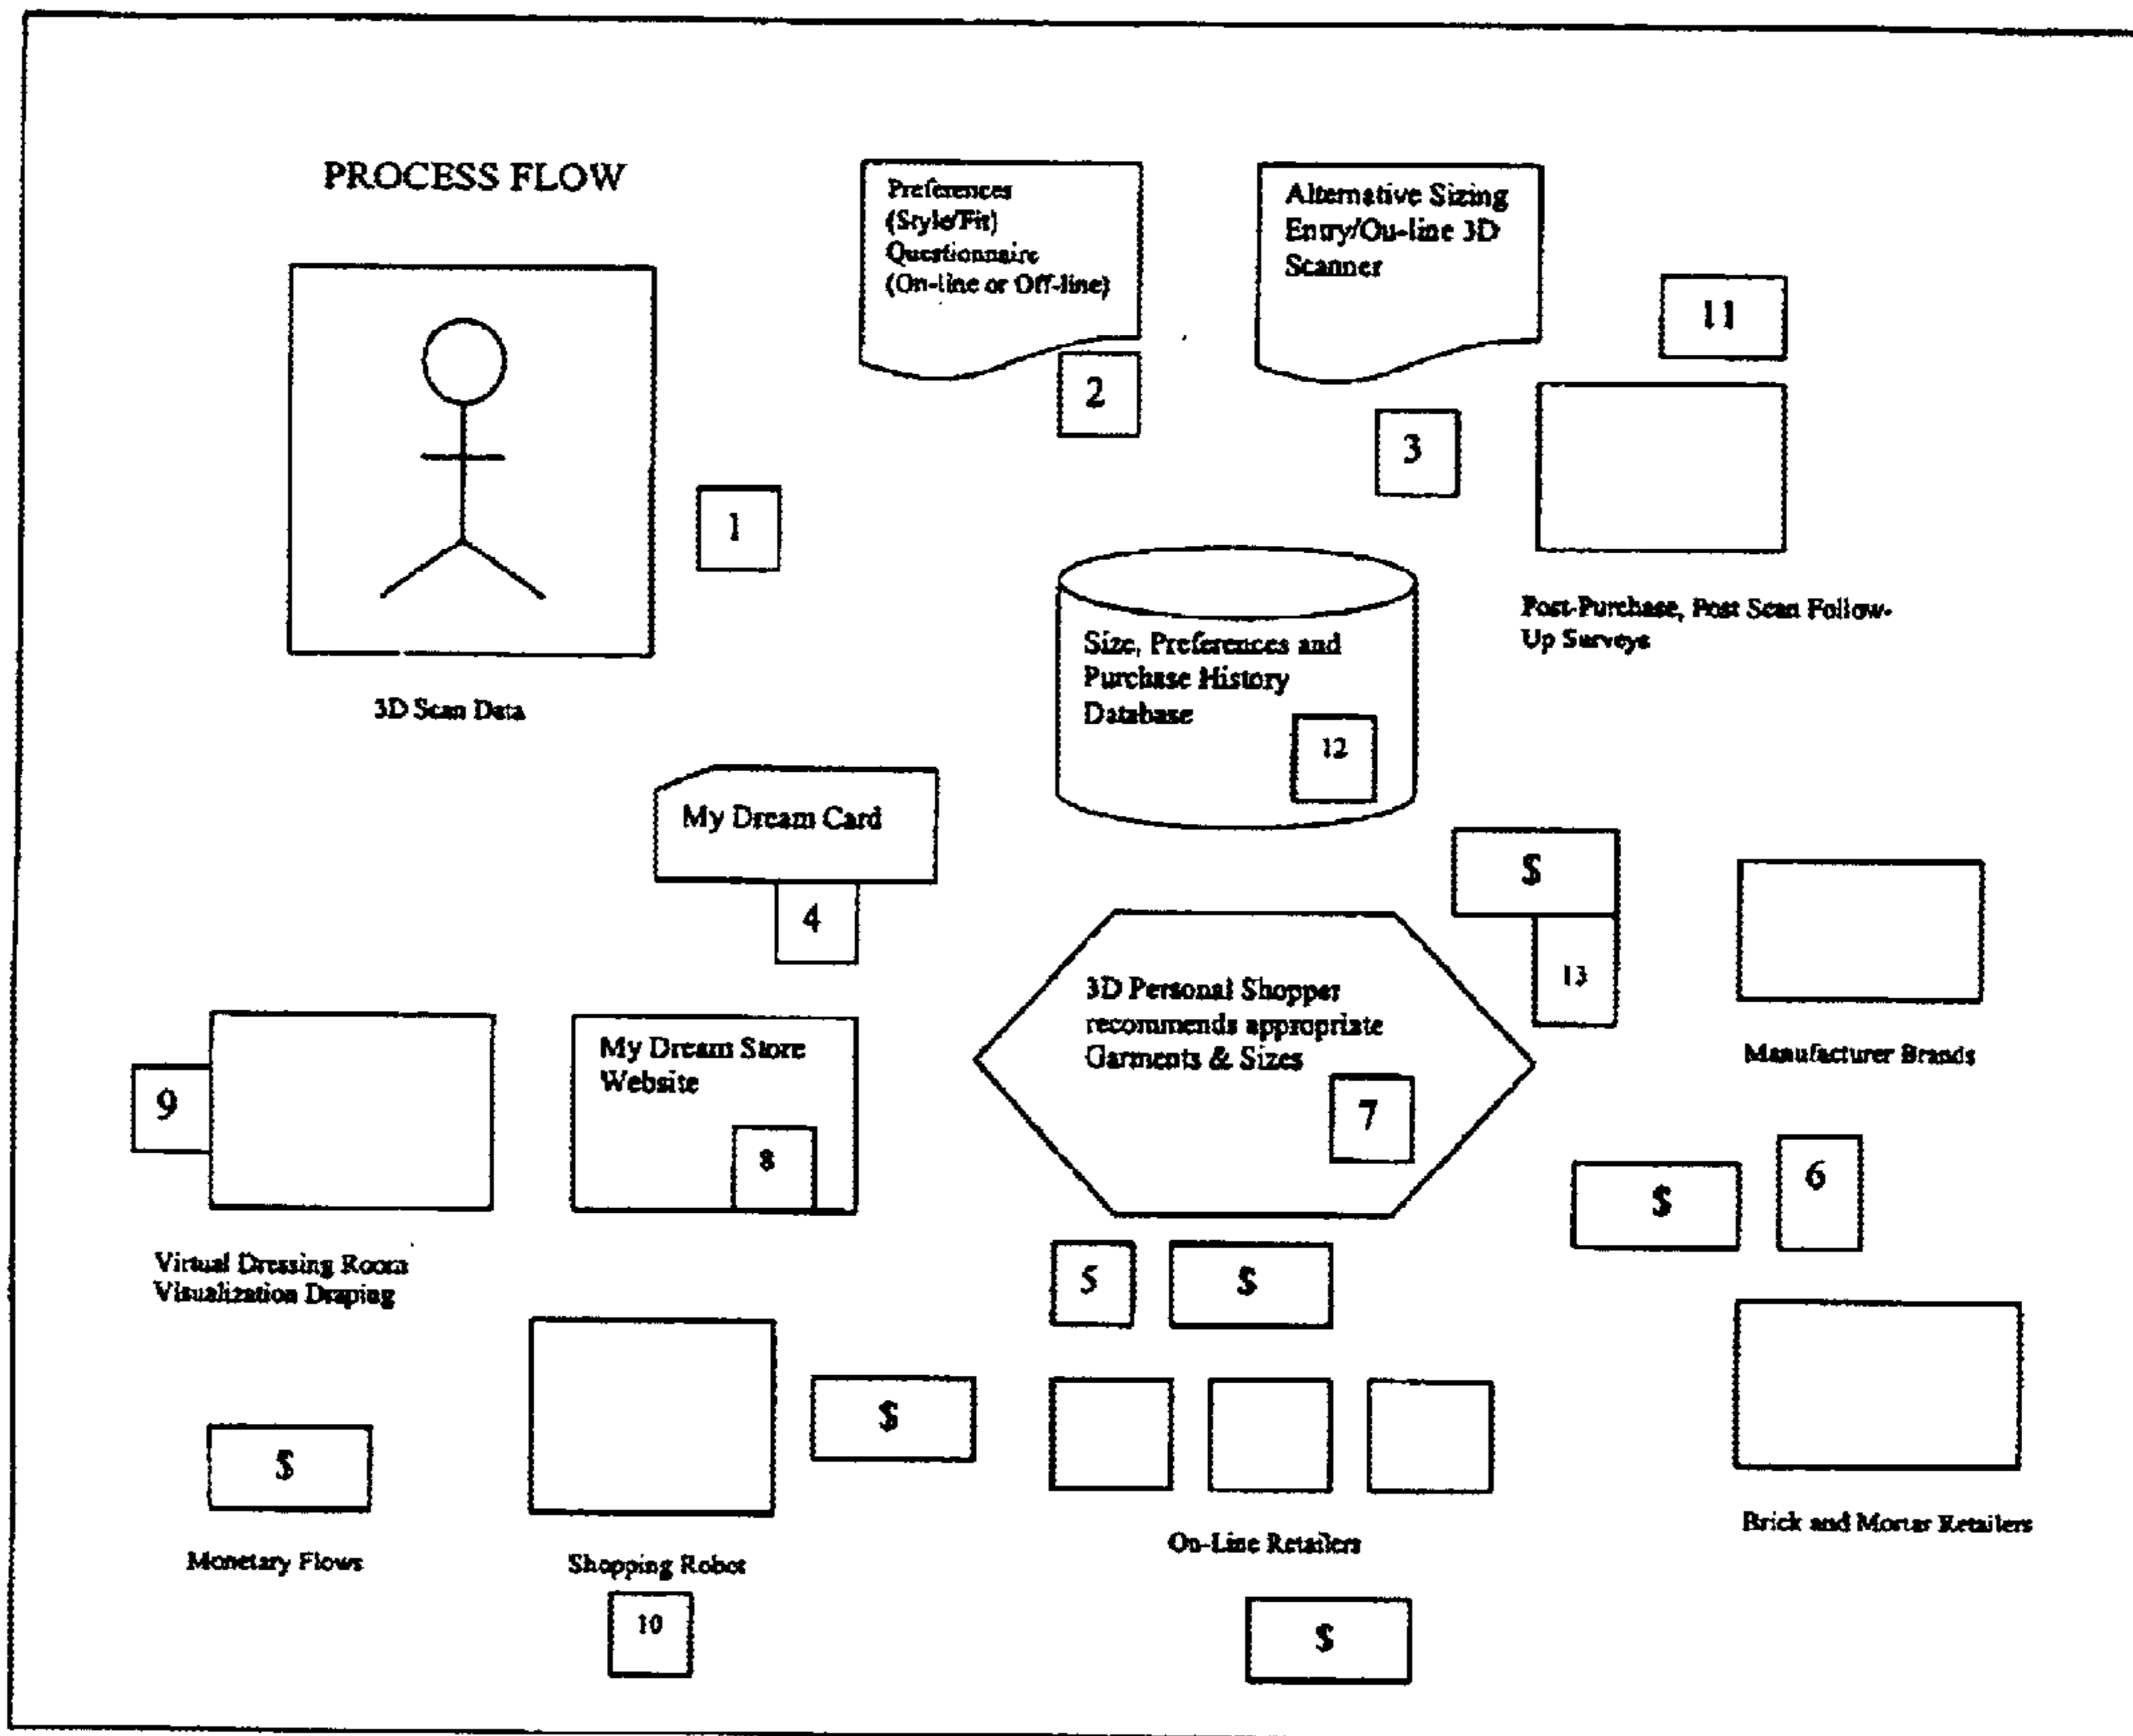 PROCESS FLOW
Preferences
(Style/Fit)
Questionnaire
(On-line or Off-line)
2
Alternative Sizing
Entry/On-line 3D
Scanner
3
11
Post-Purchase, Post Scan Follow-
Up Surveys
1
3D Scan Data
Size, Preferences and
Purchase History
Database
12
My Dream Card
4
$
13
Manufacturer Brands
3D Personal Shopper
recommends appropriate
Garments & Sizes
7
My Dream Store
Website
8
9
Virtual Dressing Room
Visualization Draping
5
$
$
6
Brick and Mortar Retailers
$
Monetary Flows
Shopping Robot
10
$
On-Line Retailers
$